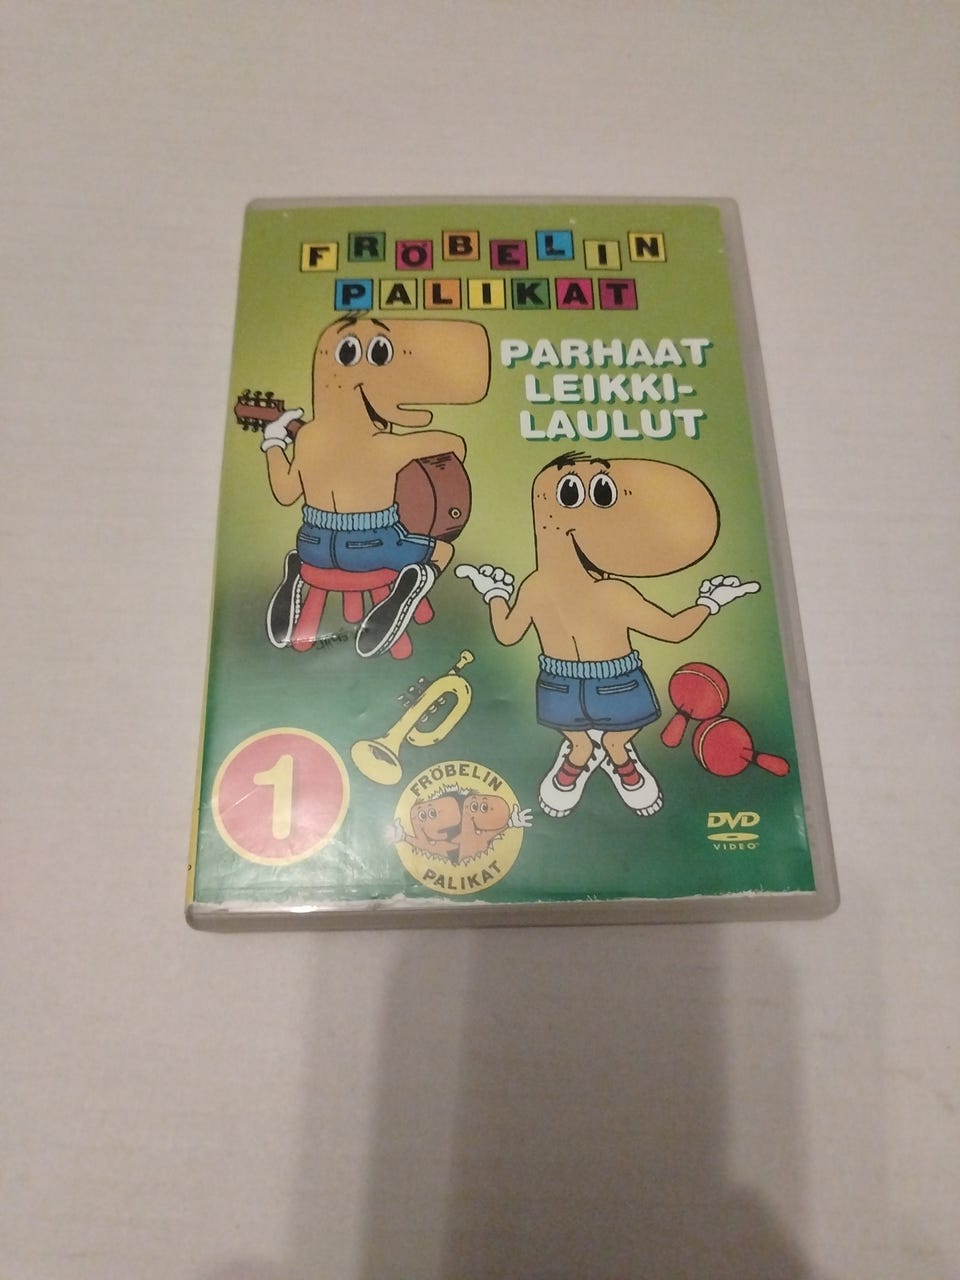 FRÖBELIN
PALIKAT
PARHAAT
LEIKKI-
LAULUT
1
FRÖBELIN
PALIKAT
DVD
VIDEO